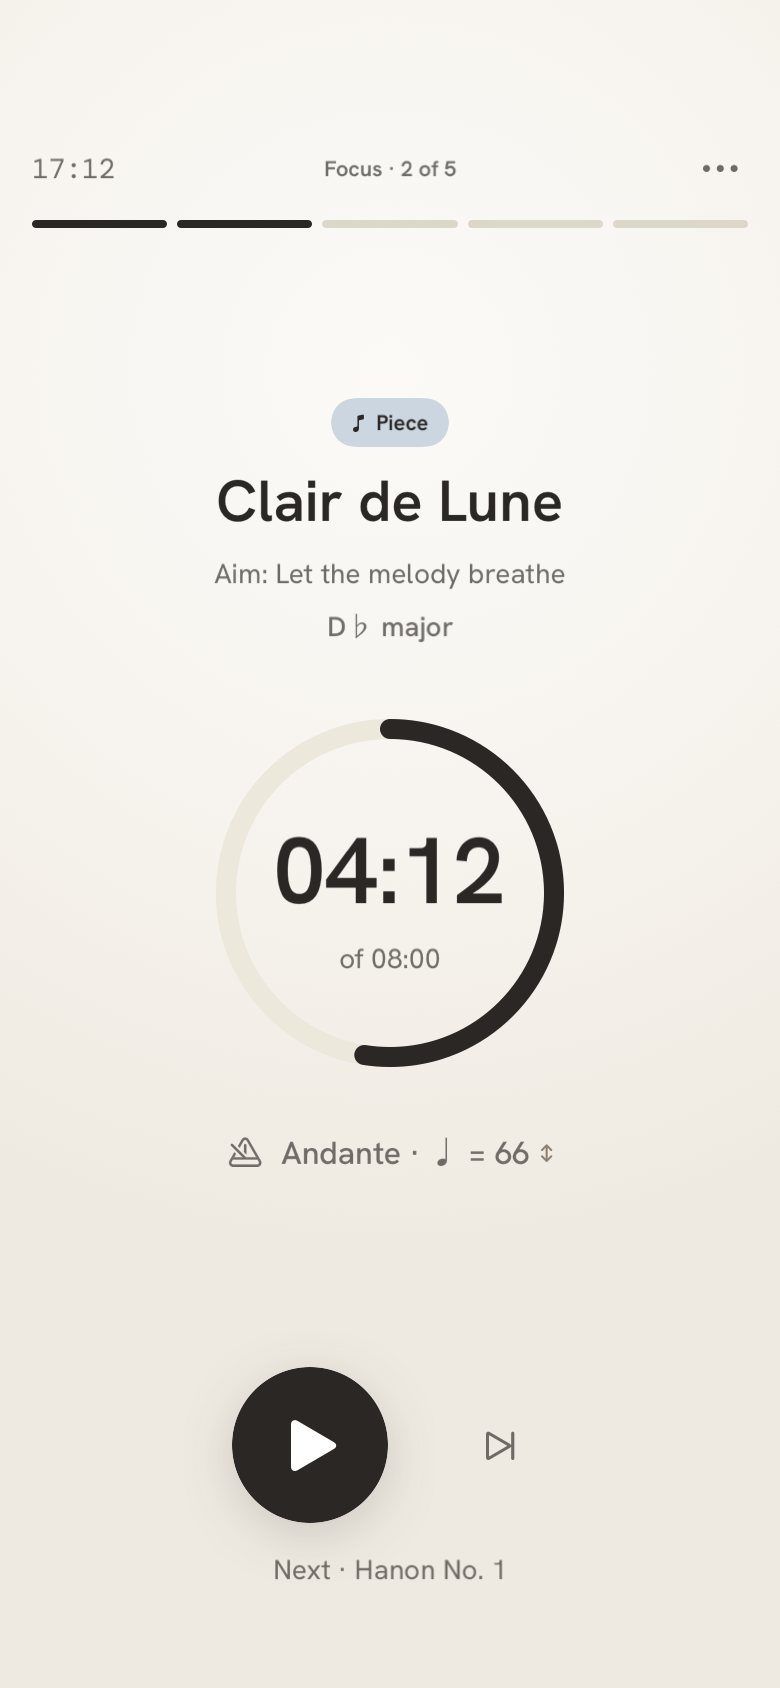 17:12
Focus · 2 of 5
Piece
Clair de Lune
Aim: Let the melody breathe
D♭ major
04:12
of 08:00
Andante · ♩ = 66
Next · Hanon No. 1